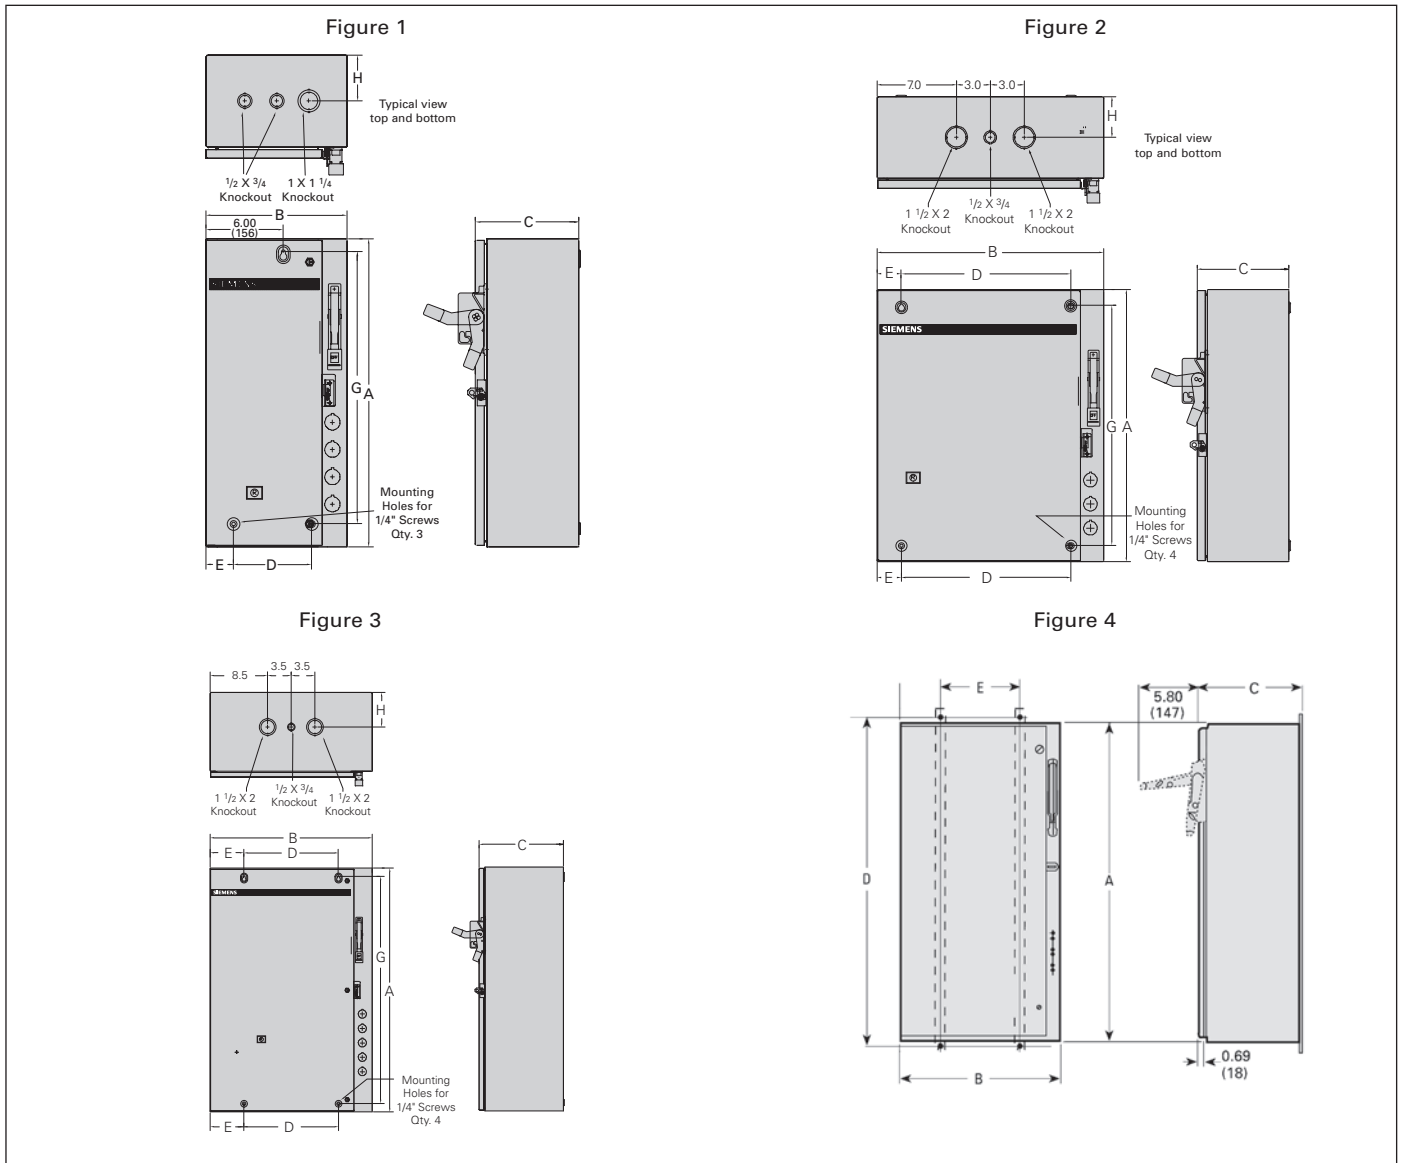 Figure 1
H
Typical view
top and bottom
1/2 X 3/4
Knockout
1 X 1 1/4
Knockout
B
6.00
(156)
C
SIEMENS
G
A
Mounting
Holes for
1/4" Screws
Qty. 3
E
D
Figure 2
7.0
3.0
3.0
H
Typical view
top and bottom
1 1/2 X 2
Knockout
1/2 X 3/4
Knockout
1 1/2 X 2
Knockout
B
E
D
C
SIEMENS
G
A
Mounting
Holes for
1/4" Screws
Qty. 4
E
D
Figure 3
3.5
3.5
8.5
H
1 1/2 X 2
Knockout
1/2 X 3/4
Knockout
1 1/2 X 2
Knockout
B
E
D
C
SIEMENS
G
A
Mounting
Holes for
1/4" Screws
Qty. 4
E
D
Figure 4
E
5.80
(147)
C
D
A
B
0.69
(18)